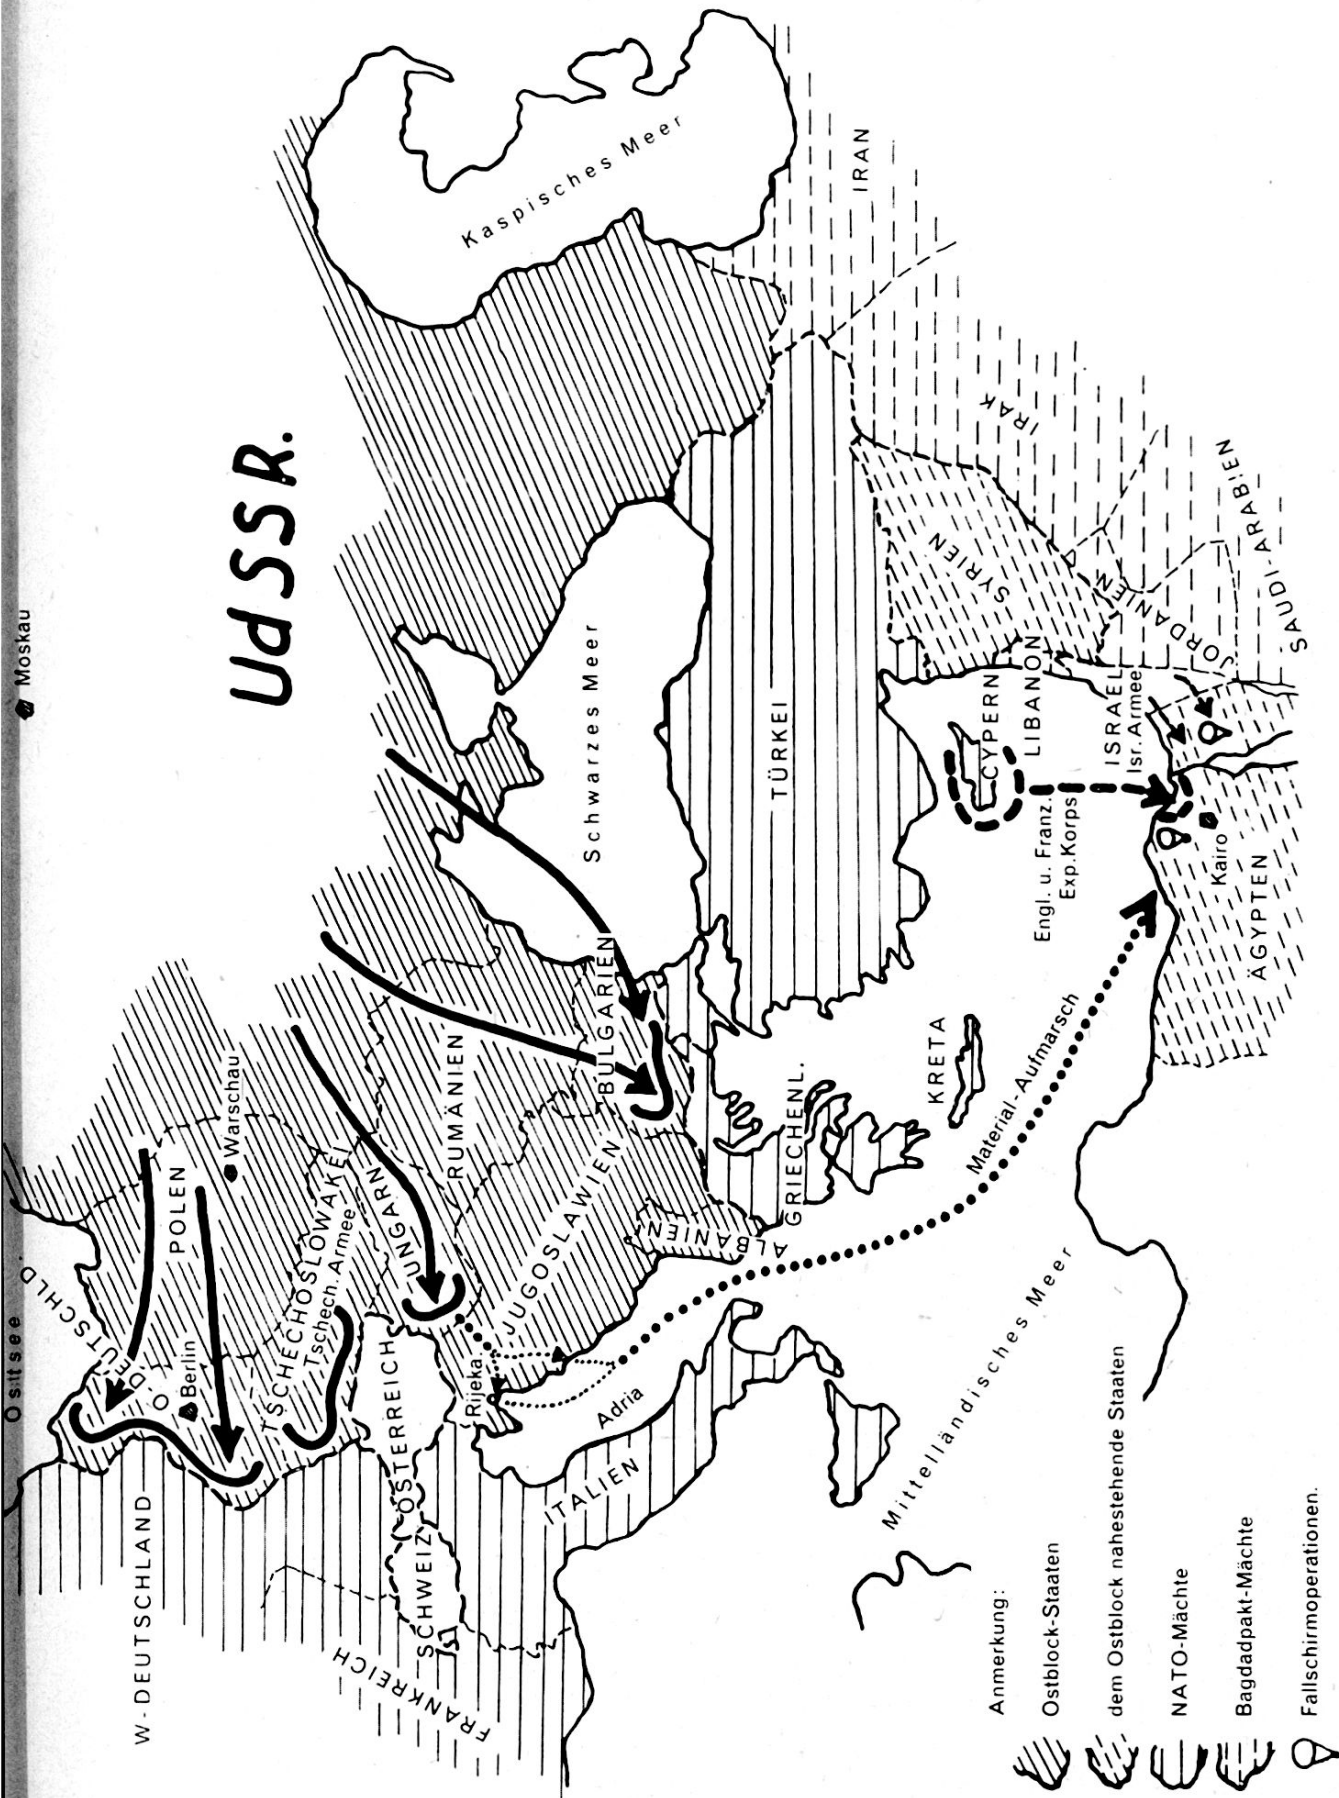 Ostsee.
Moskau
UdSSR.
DEUTSCHLD.
W-DEUTSCHLAND
O.
DEU
Berlin
POLEN
Warschau
TSCHECHOSLOWAKEI
Tschech. Armee
UNGARN
RUMÄNIEN
ÖSTERREICH
SCHWEIZ
FRANKREICH
Rijeka
JUGOSLAWIEN
BULGARIEN
ALBANIEN
ITALIEN
Adria
GRIECHENL.
KRETA
Schwarzes Meer
Kaspisches Meer
TÜRKEI
IRAN
IRAK
SYRIEN
CYPERN
LIBANON
ISRAEL
Isr. Armee
JORDANIEN
SAUDI-ARABIEN
Engl. u. Franz.
Exp. Korps
Kairo
ÄGYPTEN
Material-Aufmarsch
Mittelländisches Meer
Anmerkung:
Ostblock-Staaten
dem Ostblock nahestehende Staaten
NATO-Mächte
Bagdadpakt-Mächte
Fallschirmoperationen.